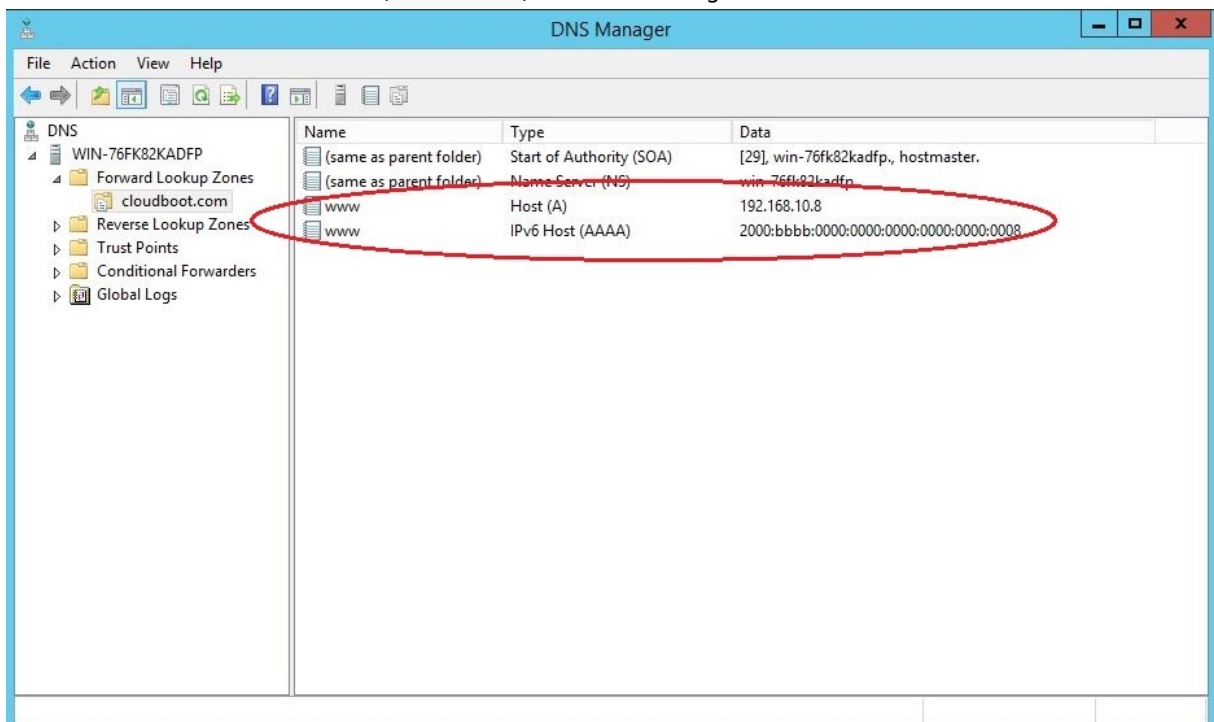 DNS Manager
File Action View Help
DNS
WIN-76FK82KADFP
Forward Lookup Zones
cloudboot.com
Reverse Lookup Zones
Trust Points
Conditional Forwarders
Global Logs
Name Type Data
(same as parent folder) Start of Authority (SOA) [29], win-76fk82kadfp., hostmaster.
(same as parent folder) Name Server (NS) win-76fk82kadfp.
www Host (A) 192.168.10.8
www IPv6 Host (AAAA) 2000:bbbb:0000:0000:0000:0000:0000:0008